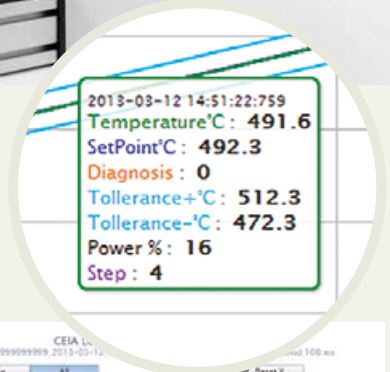 2013-03-12 14:51:22:759
Temperature°C : 491.6
SetPoint°C : 492.3
Diagnosis : 0
Tollerance+°C : 512.3
Tollerance-°C : 472.3
Power % : 16
Step : 4
CEIA